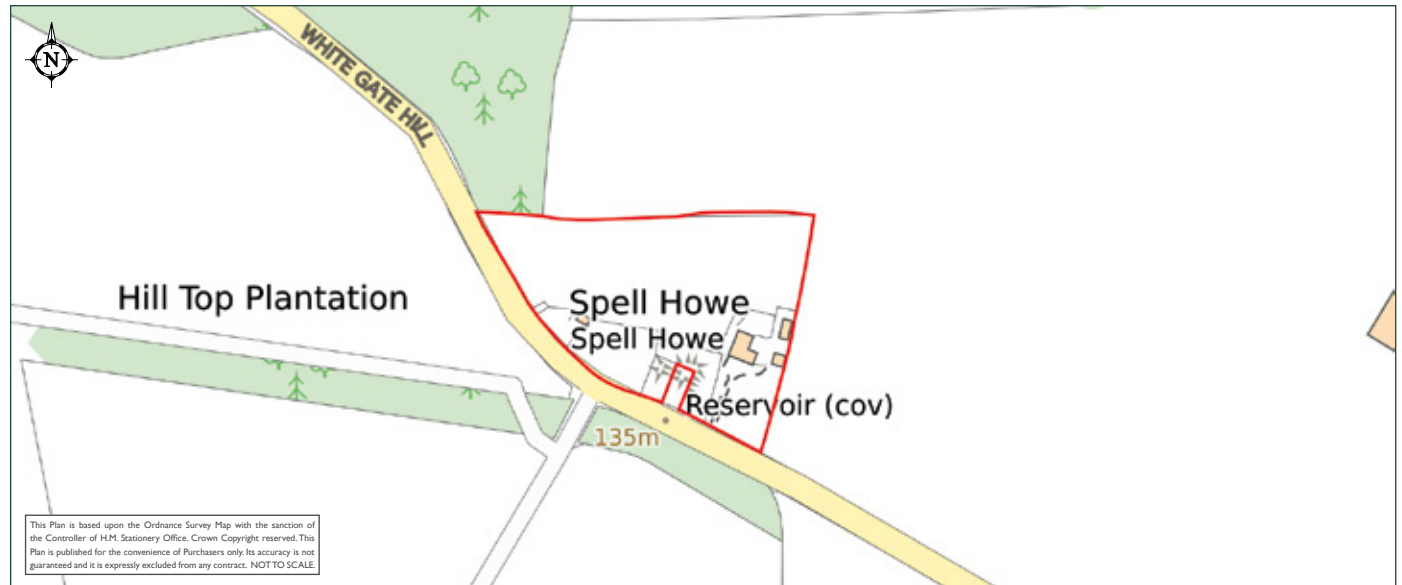 N
WHITE GATE HILL
Hill Top Plantation
Spell Howe
Spell Howe
Reservoir (cov)
135m
This Plan is based upon the Ordnance Survey Map with the sanction of
the Controller of H.M. Stationery Office. Crown Copyright reserved. This
Plan is published for the convenience of Purchasers only. Its accuracy is not
guaranteed and it is expressly excluded from any contract. NOT TO SCALE.